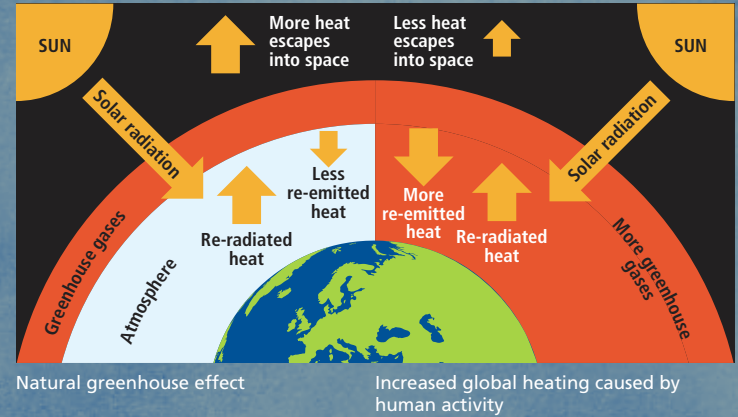 SUN
More heat
escapes
into space
Less heat
escapes
into space
SUN
Solar radiation
Solar radiation
Less
re-emitted
heat
More
re-emitted
heat
Re-radiated
heat
Re-radiated
heat
Greenhouse gases
Atmosphere
More greenhouse
gases
Natural greenhouse effect
Increased global heating caused by
human activity